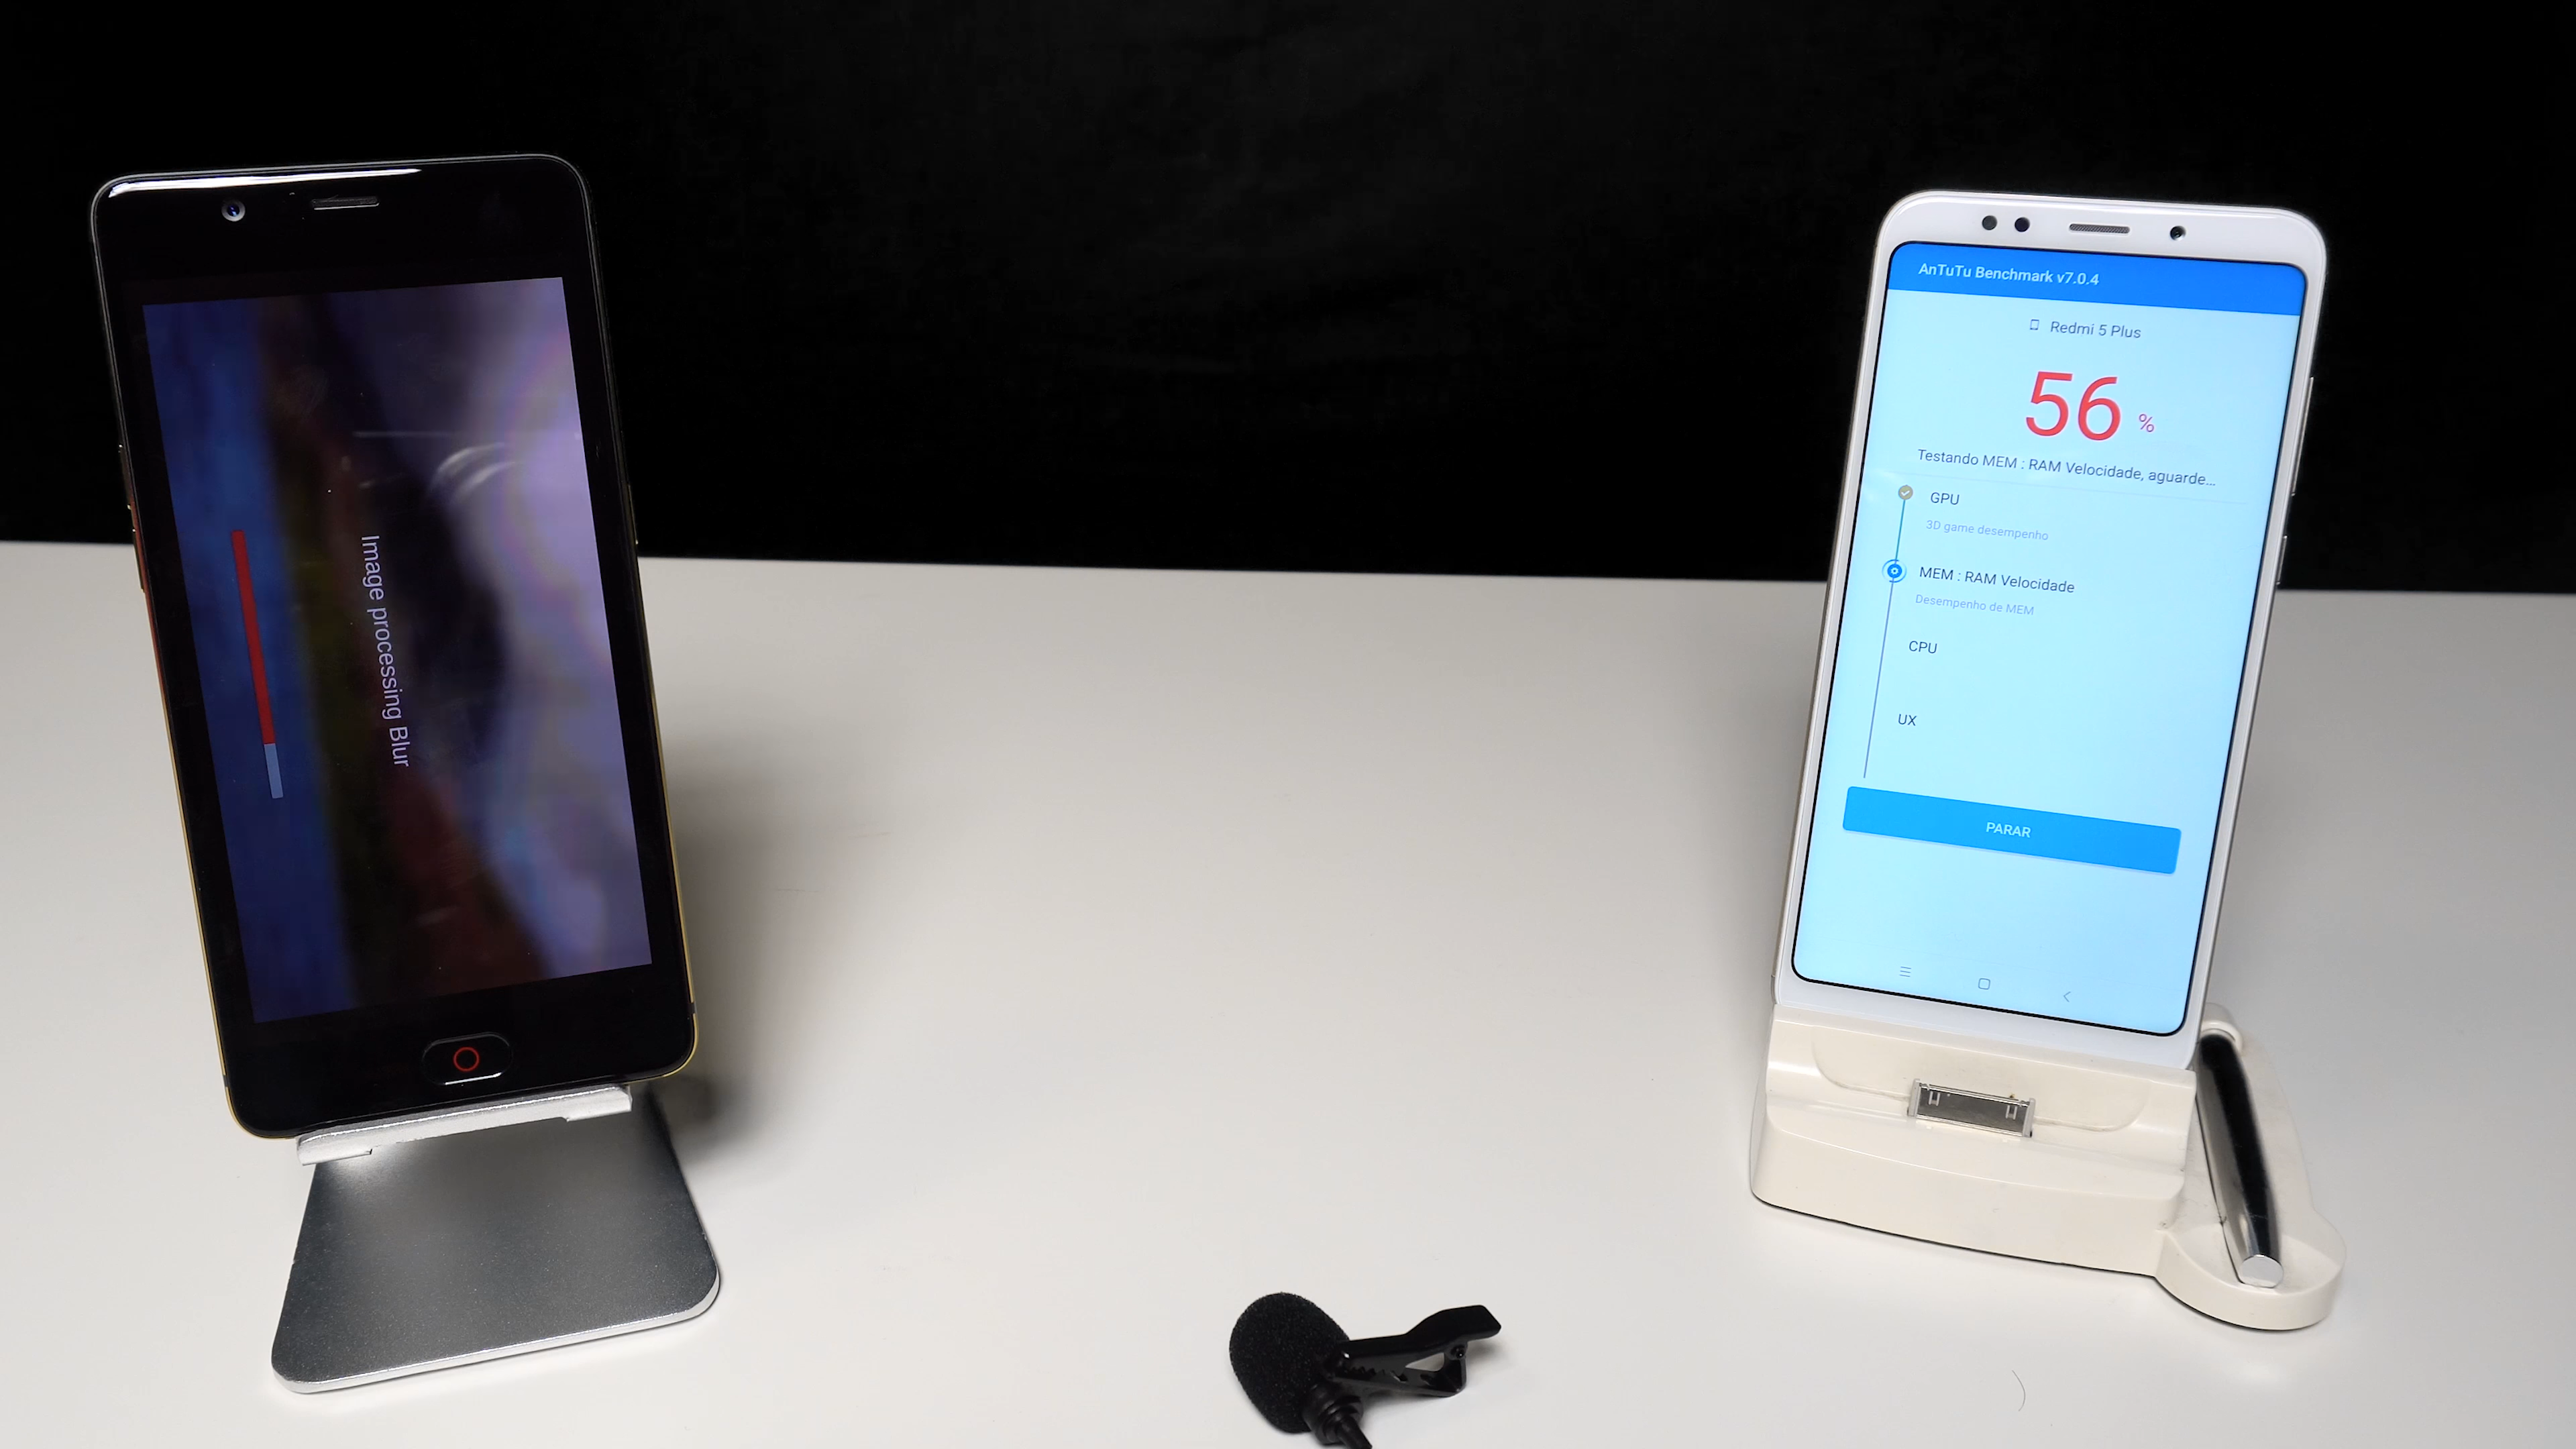 Image processing Blur
AnTuTu Benchmark v7.0.4
Redmi 5 Plus
56 %
Testando MEM : RAM Velocidade, aguarde...
GPU
3D game desempenho
MEM : RAM Velocidade
Desempenho de MEM
CPU
UX
PARAR